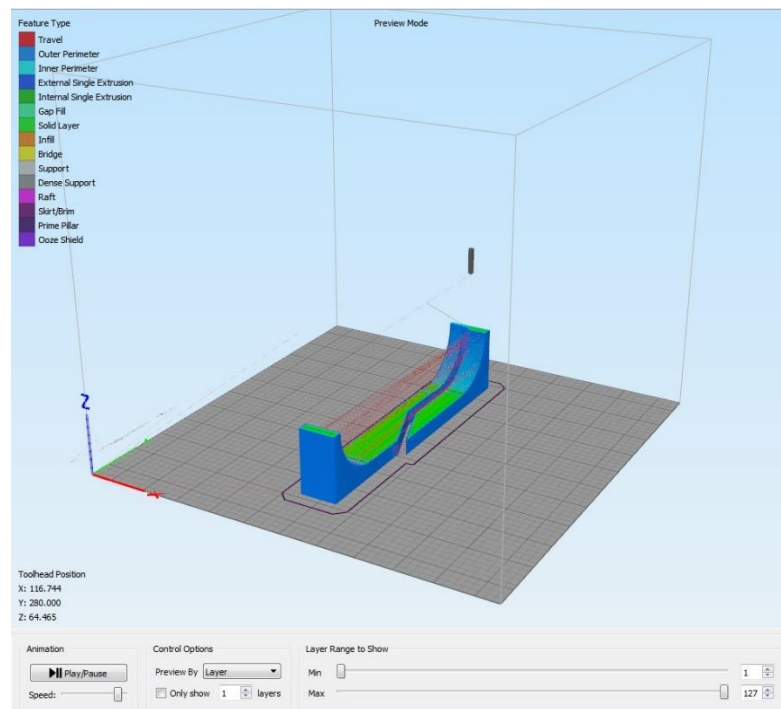 Feature Type
Preview Mode
Travel
Outer Perimeter
Inner Perimeter
External Single Extrusion
Internal Single Extrusion
Gap Fill
Solid Layer
Infill
Bridge
Support
Dense Support
Raft
Skirt/Brim
Prime Pillar
Ooze Shield
Z
X
Toolhead Position
X: 116.744
Y: 280.000
Z: 64.465
Animation
Play/Pause
Speed:
Control Options
Preview By Layer
Only show 1 layers
Layer Range to Show
Min 1
Max 127